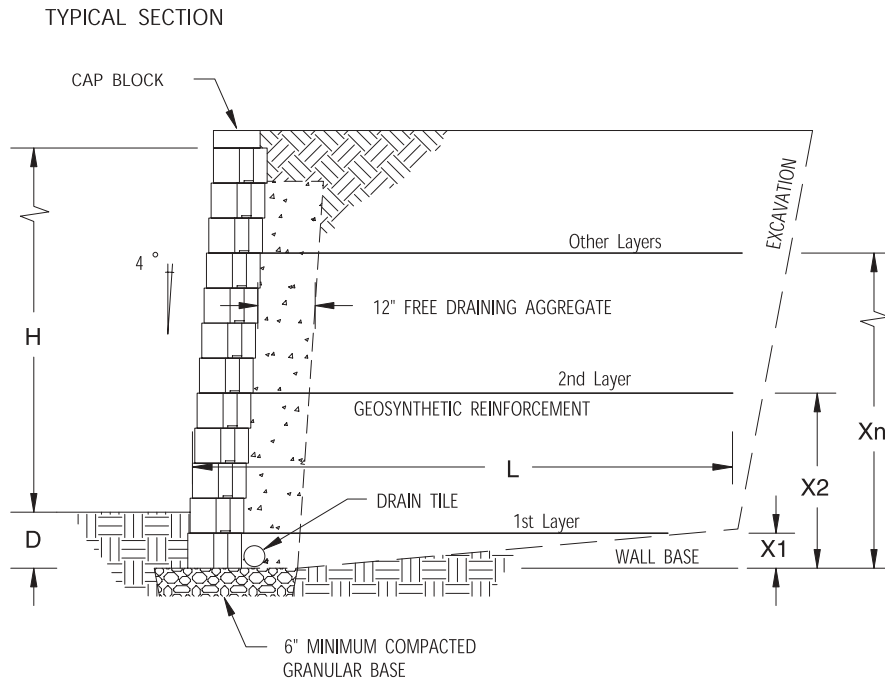 TYPICAL SECTION
CAP BLOCK
EXCAVATION
Other Layers
4 °
12" FREE DRAINING AGGREGATE
H
2nd Layer
GEOSYNTHETIC REINFORCEMENT
Xn
L
X2
DRAIN TILE
1st Layer
D
X1
WALL BASE
6" MINIMUM COMPACTED
GRANULAR BASE